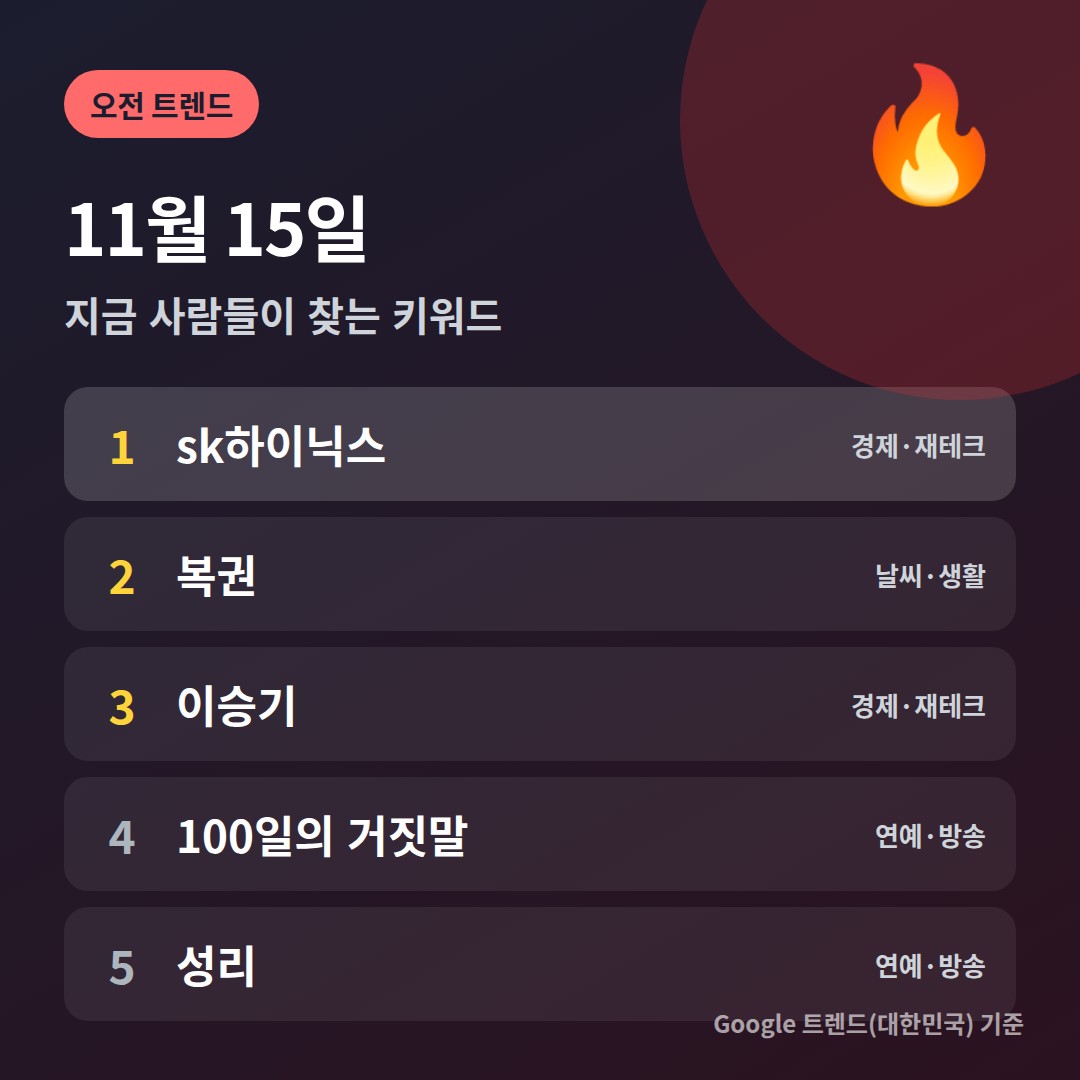 오전 트렌드
11월 15일
지금 사람들이 찾는 키워드
1 sk하이닉스 경제·재테크
2 복권 날씨·생활
3 이승기 경제·재테크
4 100일의 거짓말 연예·방송
5 성리 연예·방송
Google 트렌드(대한민국) 기준